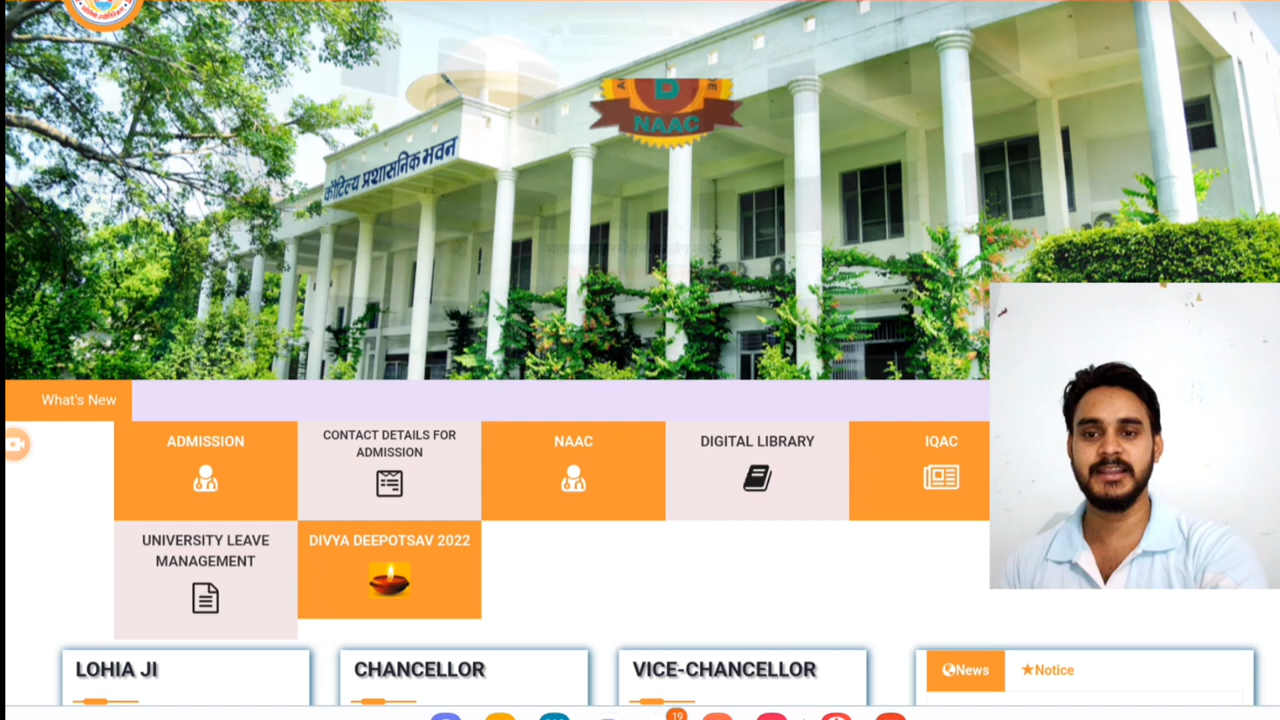 कौटिल्य प्रशासनिक भवन
NAAC
What's New
ADMISSION
CONTACT DETAILS FOR
ADMISSION
NAAC
DIGITAL LIBRARY
IQAC
UNIVERSITY LEAVE
MANAGEMENT
DIVYA DEEPOTSAV 2022
LOHIA JI
CHANCELLOR
VICE-CHANCELLOR
News
Notice
19